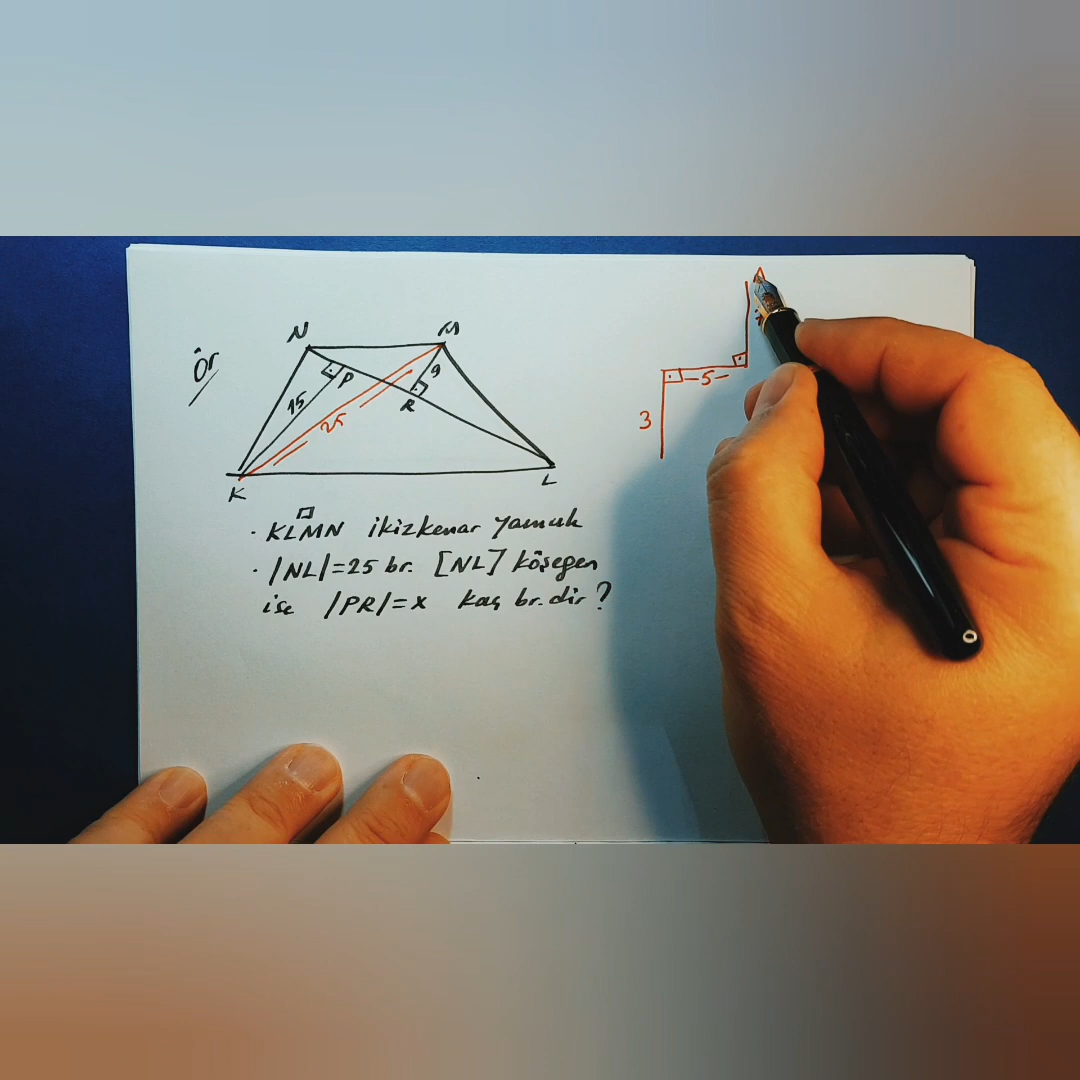 Ör
N M
15 P 9
25 R
K L
3 -5-
· KLMN ikizkenar yamuk
· |NL|=25 br. [NL] köşegen
ise |PR|=x kaç br.dir?